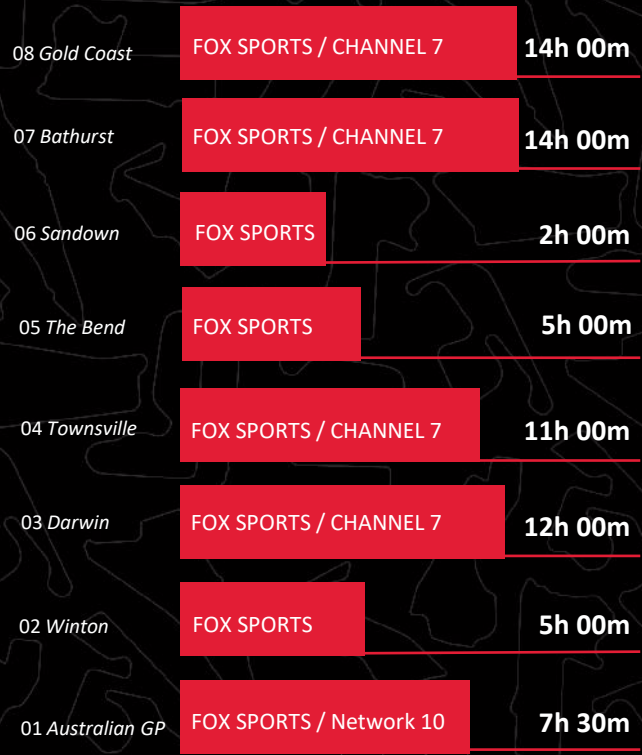 08 Gold Coast FOX SPORTS / CHANNEL 7 14h 00m
07 Bathurst FOX SPORTS / CHANNEL 7 14h 00m
06 Sandown FOX SPORTS 2h 00m
05 The Bend FOX SPORTS 5h 00m
04 Townsville FOX SPORTS / CHANNEL 7 11h 00m
03 Darwin FOX SPORTS / CHANNEL 7 12h 00m
02 Winton FOX SPORTS 5h 00m
01 Australian GP FOX SPORTS / Network 10 7h 30m